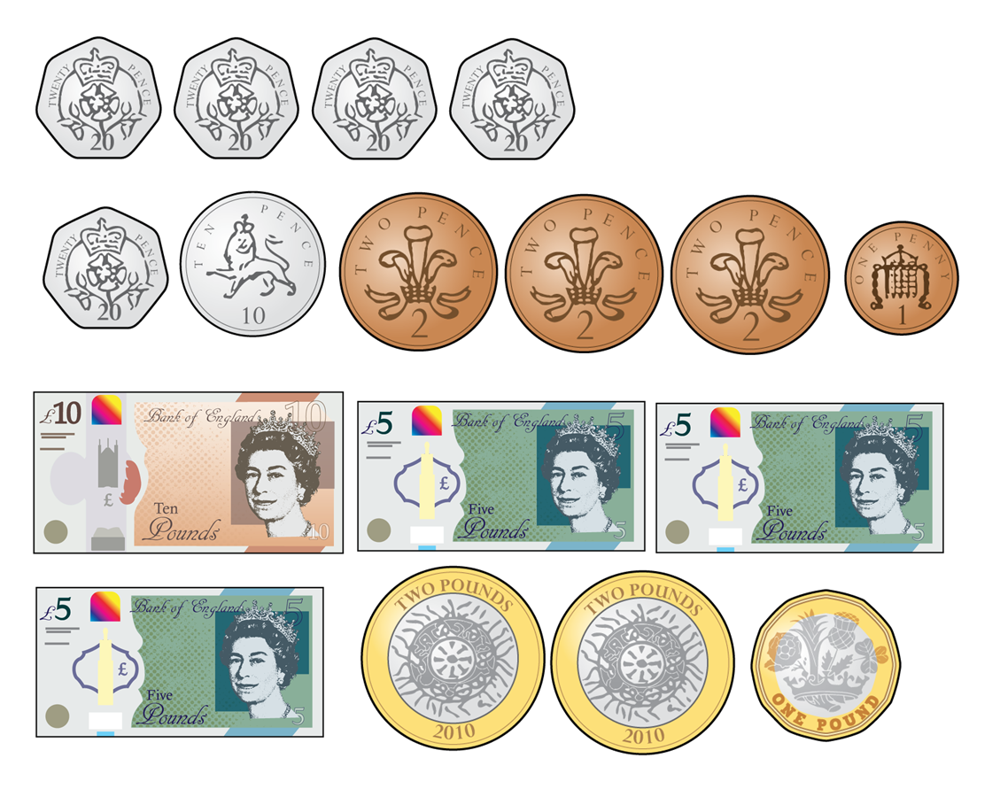 TWENTY PENCE
20
TWENTY PENCE
20
TWENTY PENCE
20
TWENTY PENCE
20
TWENTY PENCE
20
TEN PENCE
10
TWO PENCE
2
TWO PENCE
2
TWO PENCE
2
ONE PENNY
1
£10
Bank of England
10
£
Ten
Pounds
10
£5
Bank of England
5
£
Five
Pounds
5
£5
Bank of England
5
£
Five
Pounds
5
£5
Bank of England
5
£
Five
Pounds
5
TWO POUNDS
2010
TWO POUNDS
2010
ONE POUND